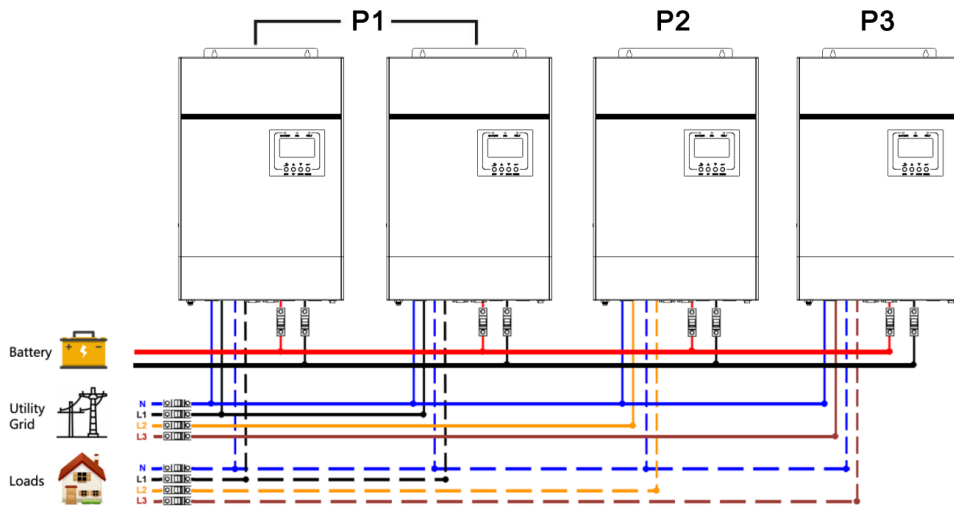 P1
P2
P3
Battery
+ -
Utility
Grid
N
L1
L2
L3
Loads
N
L1
L2
L3